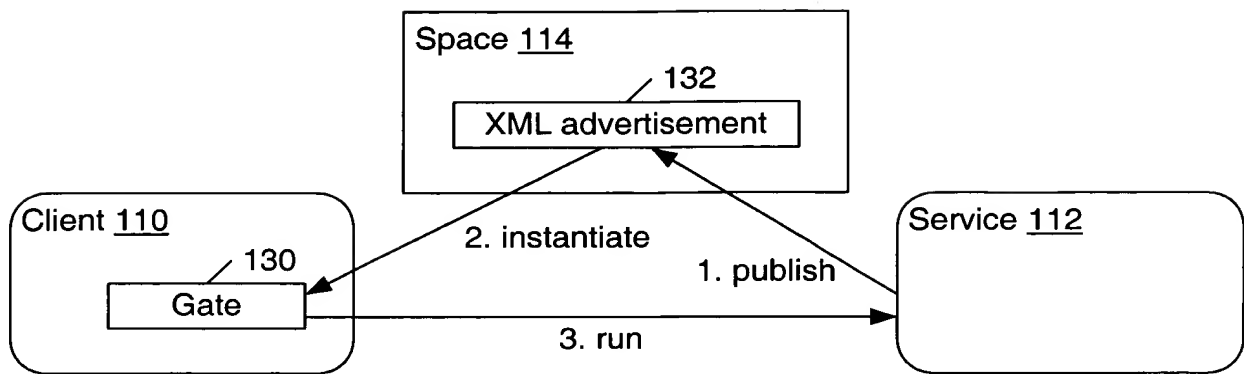 Space 114
132
XML advertisement
Client 110
2. instantiate
Service 112
130
1. publish
Gate
3. run